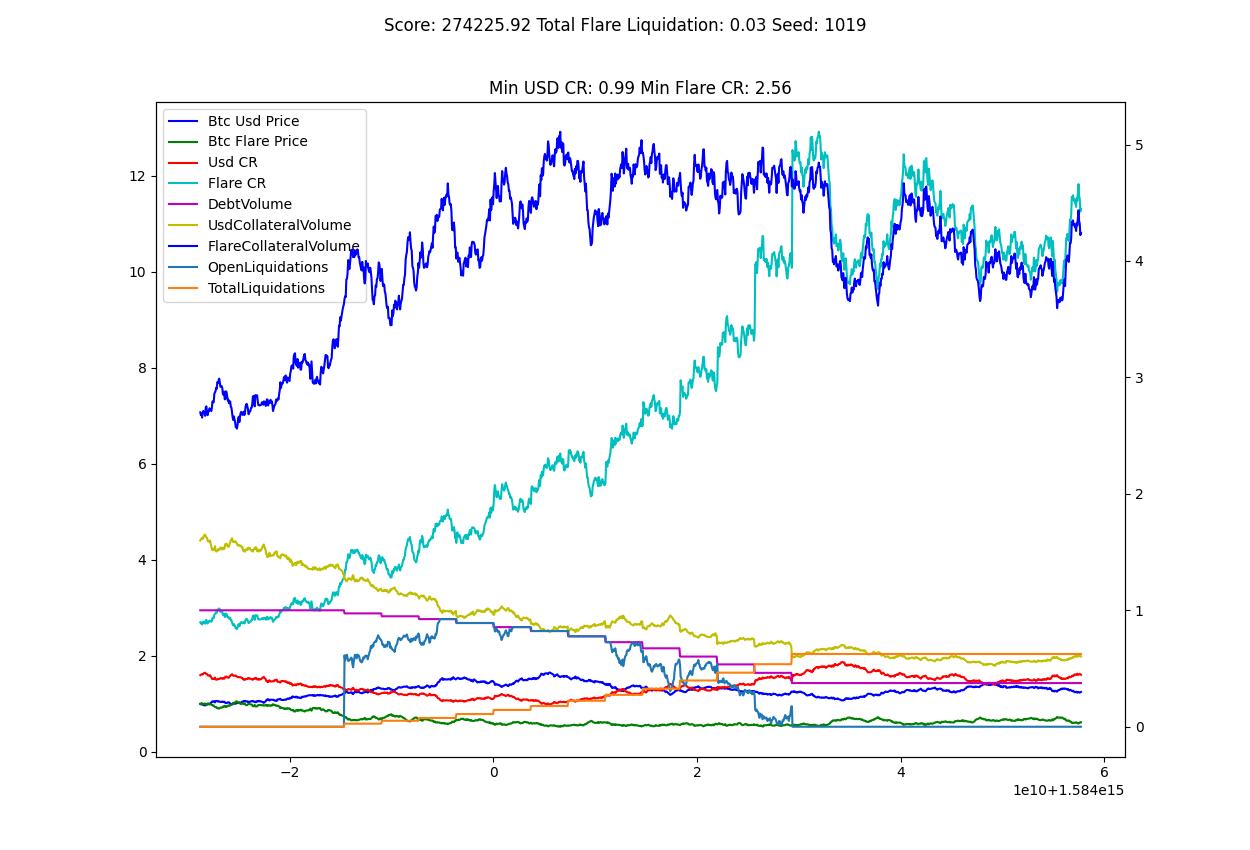 Score: 274225.92 Total Flare Liquidation: 0.03 Seed: 1019
Min USD CR: 0.99 Min Flare CR: 2.56
Btc Usd Price
Btc Flare Price
Usd CR
Flare CR
DebtVolume
UsdCollateralVolume
FlareCollateralVolume
OpenLiquidations
TotalLiquidations
12
10
8
6
4
2
0
5
4
3
2
1
0
−2 0 2 4 6
1e10+1.584e15